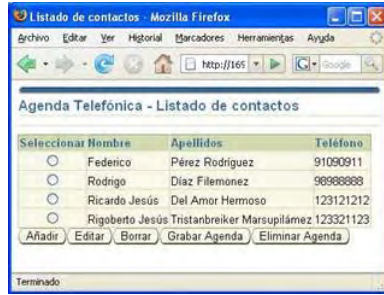 Listado de contactos - Mozilla Firefox
Archivo Editar Ver Historial Marcadores Herramientas Ayuda
http://169 Google
Agenda Telefónica - Listado de contactos
Seleccionar Nombre Apellidos Teléfono
Federico Pérez Rodríguez 91090911
Rodrigo Díaz Filemonez 98988888
Ricardo Jesús Del Amor Hermoso 123121212
Rigoberto Jesús Tristanbreiker Marsupilámez 123321123
Añadir Editar Borrar Grabar Agenda Eliminar Agenda
Terminado